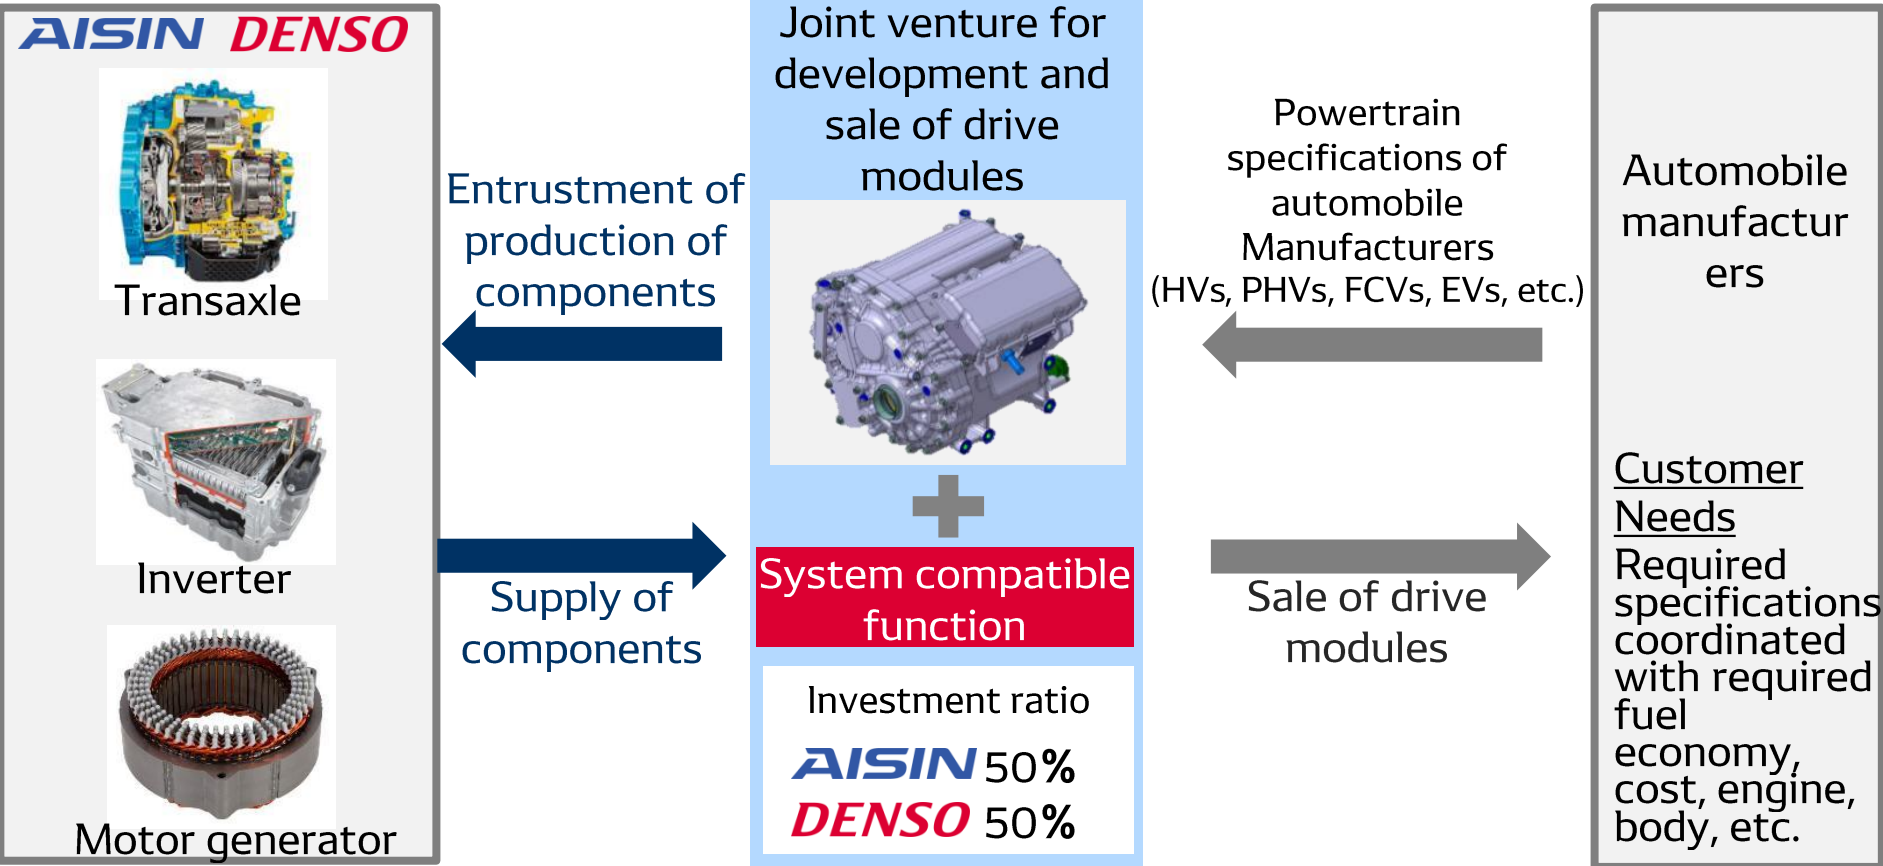 AISIN DENSO
Transaxle
Inverter
Motor generator
Entrustment of
production of
components
Supply of
components
Joint venture for
development and
sale of drive
modules
System compatible
function
Investment ratio
AISIN 50%
DENSO 50%
Powertrain
specifications of
automobile
Manufacturers
(HVs, PHVs, FCVs, EVs, etc.)
Sale of drive
modules
Automobile
manufactur
ers
Customer
Needs
Required
specifications
coordinated
with required
fuel
economy,
cost, engine,
body, etc.